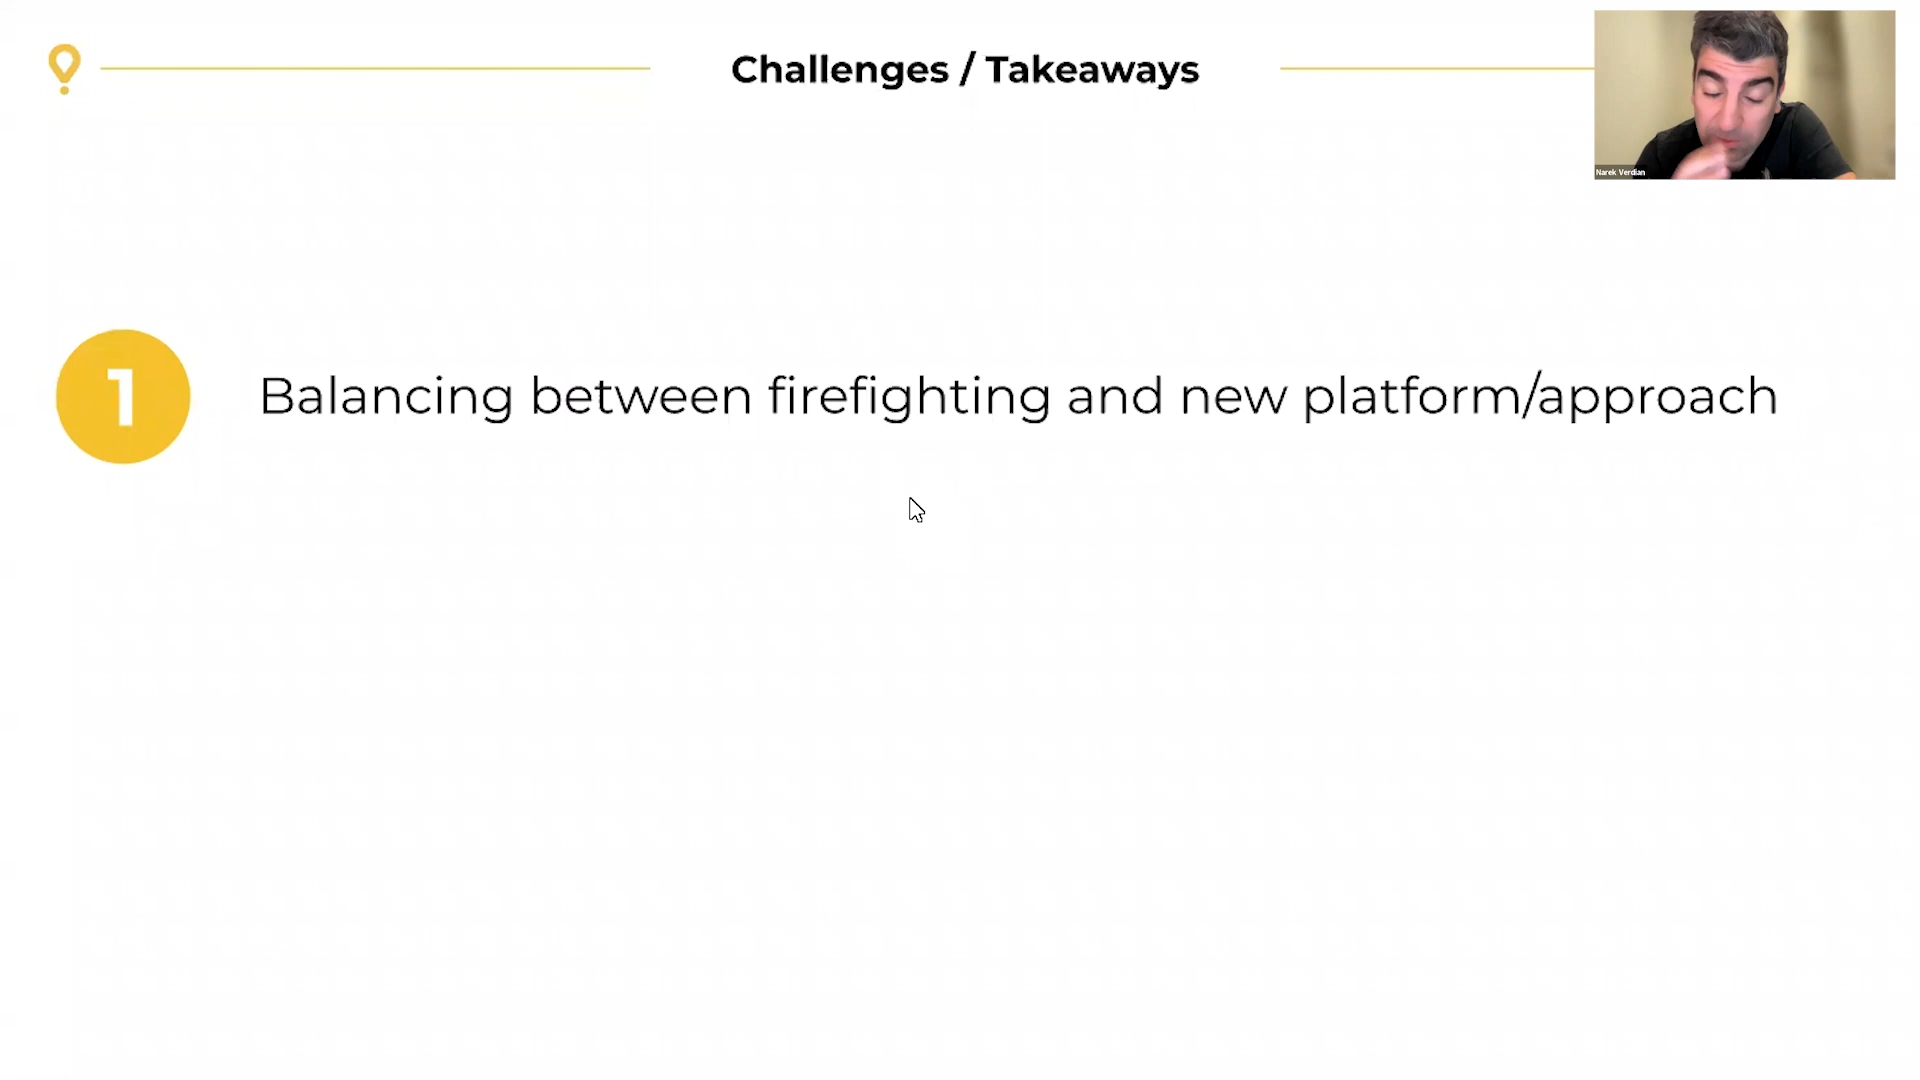 Challenges / Takeaways
Narek Verdian
1
Balancing between firefighting and new platform/approach